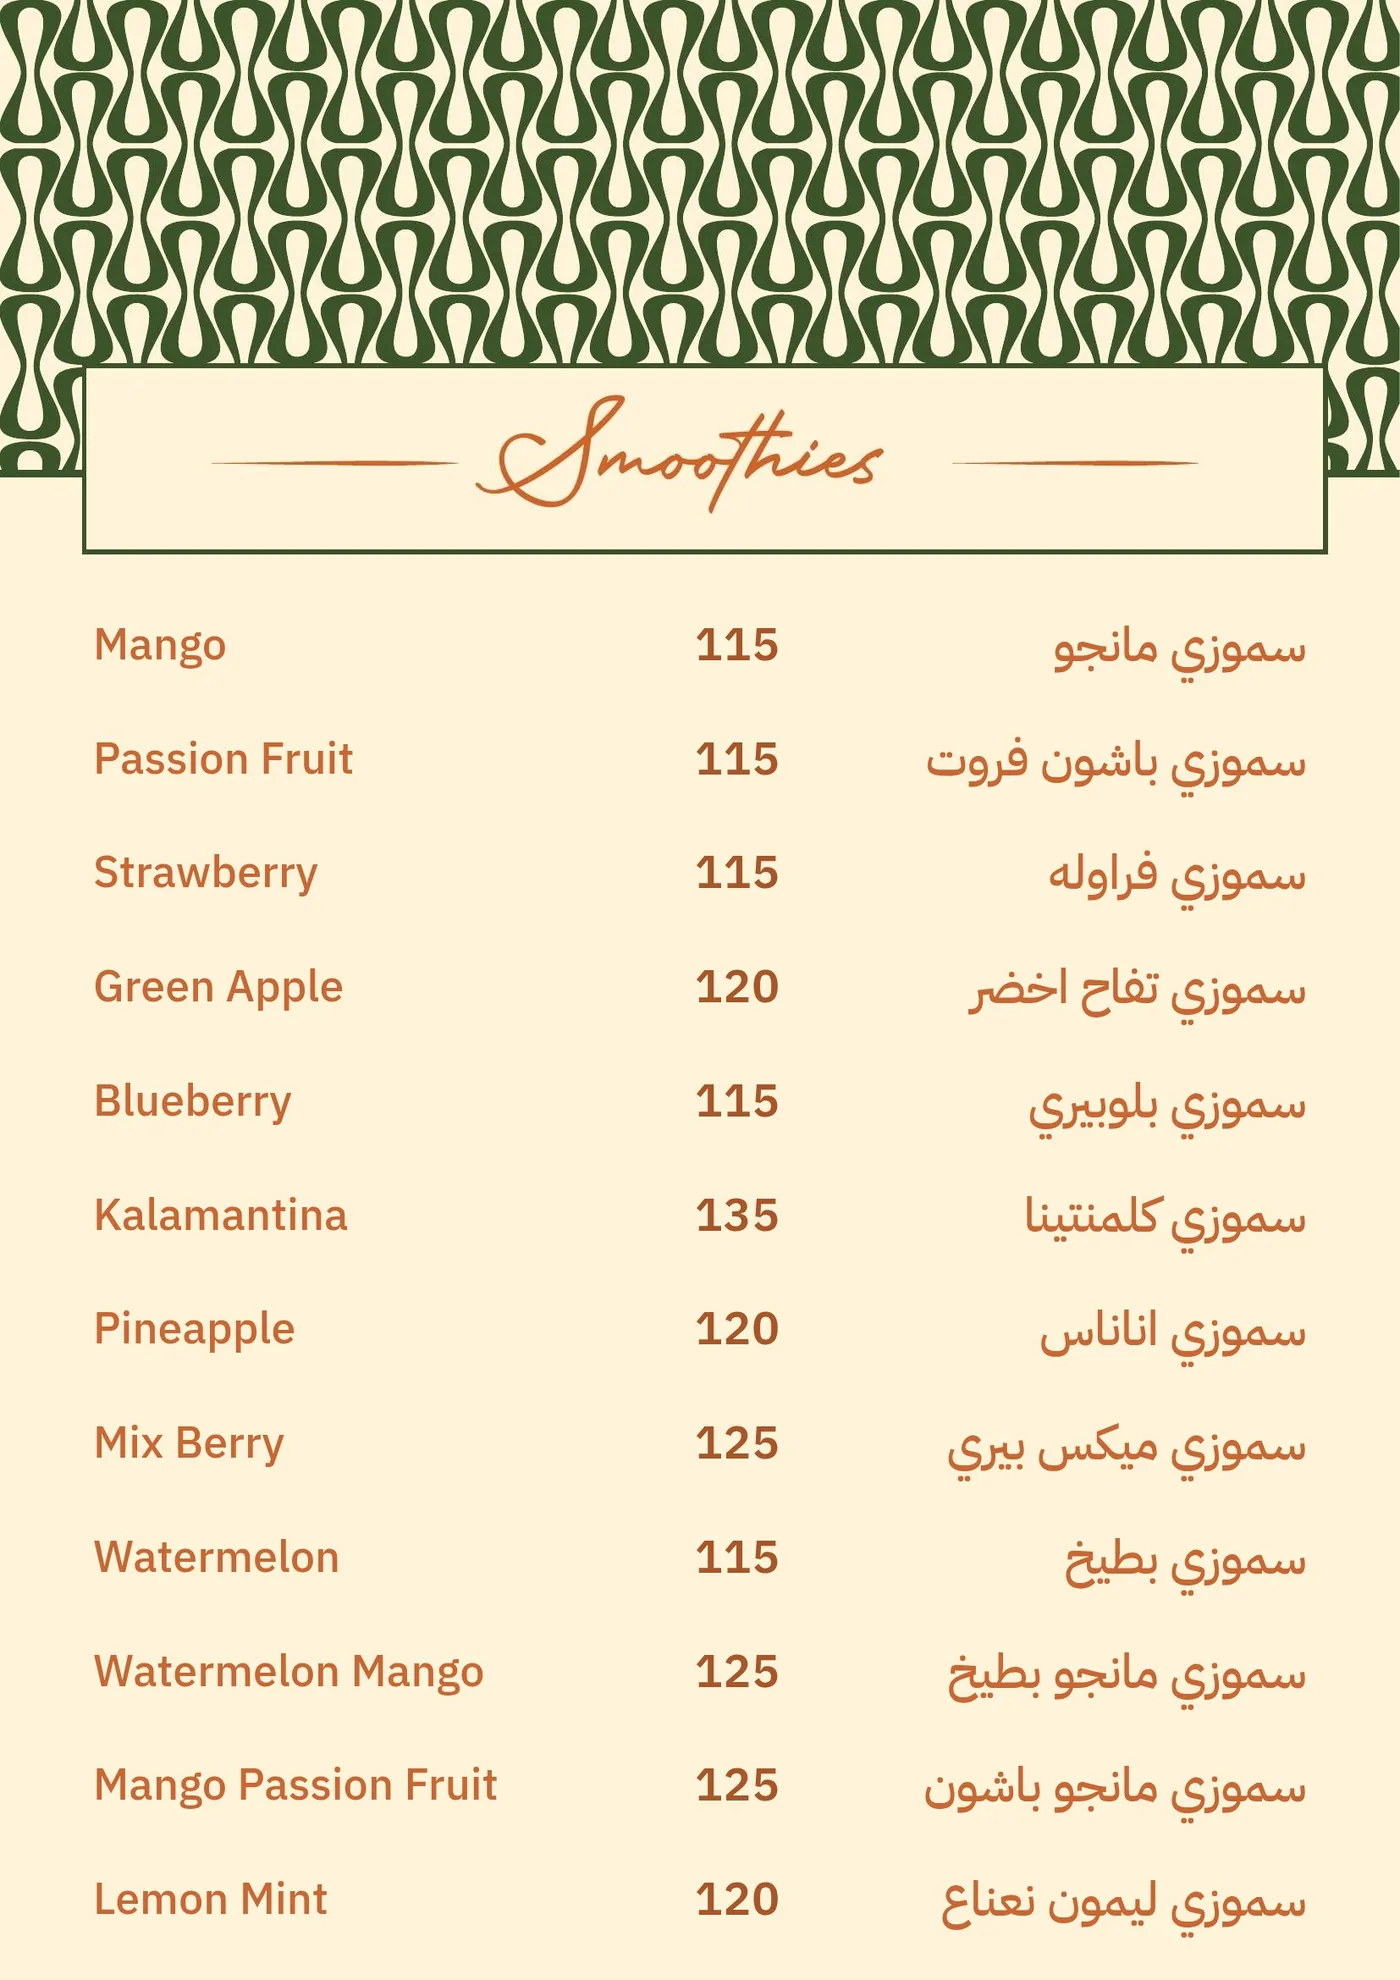 Smoothies
Mango 115 سموزي مانجو
Passion Fruit 115 سموزي باشون فروت
Strawberry 115 سموزي فراوله
Green Apple 120 سموزي تفاح اخضر
Blueberry 115 سموزي بلوبيري
Kalamantina 135 سموزي كلمنتينا
Pineapple 120 سموزي اناناس
Mix Berry 125 سموزي ميكس بيري
Watermelon 115 سموزي بطيخ
Watermelon Mango 125 سموزي مانجو بطيخ
Mango Passion Fruit 125 سموزي مانجو باشون
Lemon Mint 120 سموزي ليمون نعناع